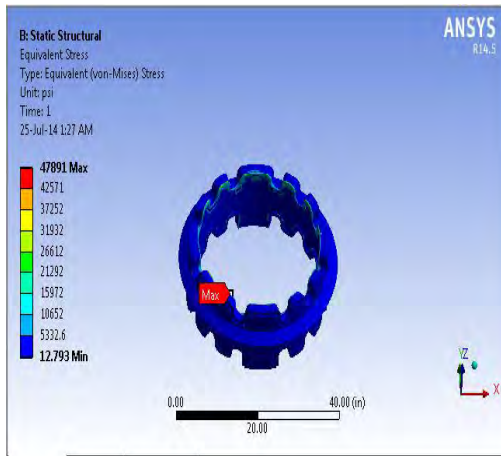 B: Static Structural
Equivalent Stress
Type: Equivalent (von-Mises) Stress
Unit: psi
Time: 1
25-Jul-14 1:27 AM
ANSYS
R14.5
47891 Max
42571
37252
31932
26612
21292
15972
10652
5332.6
12.793 Min
Max
0.00
40.00 (in)
20.00
Z
X